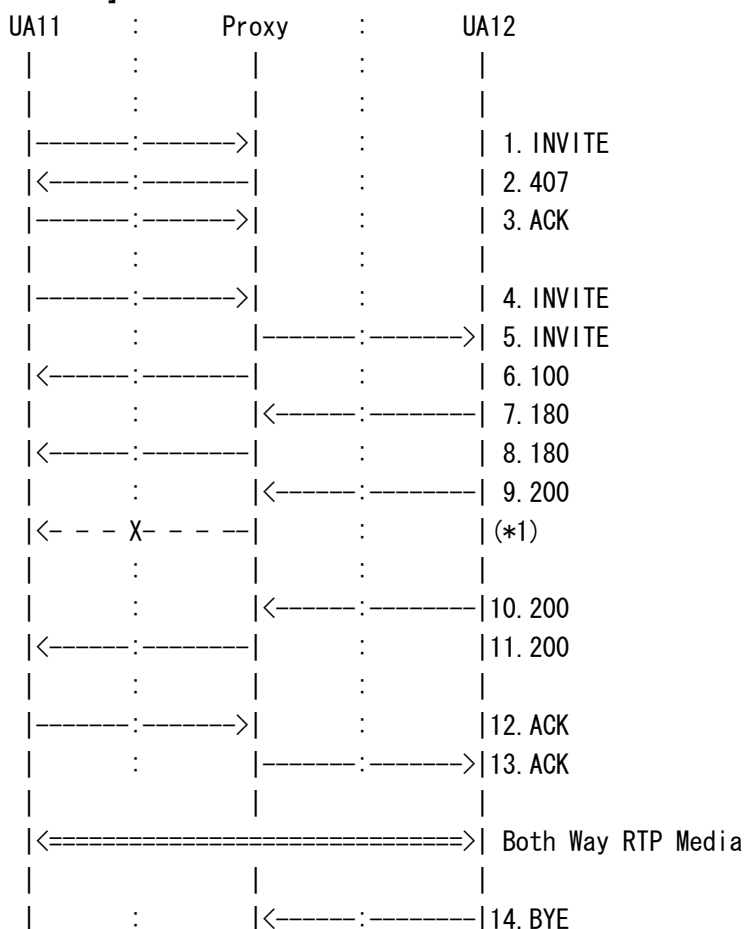 UA11 : Proxy : UA12
| : | : |
| : | : |
|-------:------->| : | 1. INVITE
|<------:--------| : | 2. 407
|-------:------->| : | 3. ACK
| : | : |
|-------:------->| : | 4. INVITE
| : |-------:------->| 5. INVITE
|<------:--------| : | 6. 100
| : |<------:--------| 7. 180
|<------:--------| : | 8. 180
| : |<------:--------| 9. 200
|<- - - X- - - --| : |(*1)
| : | : |
| : |<------:--------|10. 200
|<------:--------| : |11. 200
| : | : |
|-------:------->| : |12. ACK
| : |-------:------->|13. ACK
| | |
|<===============================>| Both Way RTP Media
| | |
| : |<------:--------|14. BYE